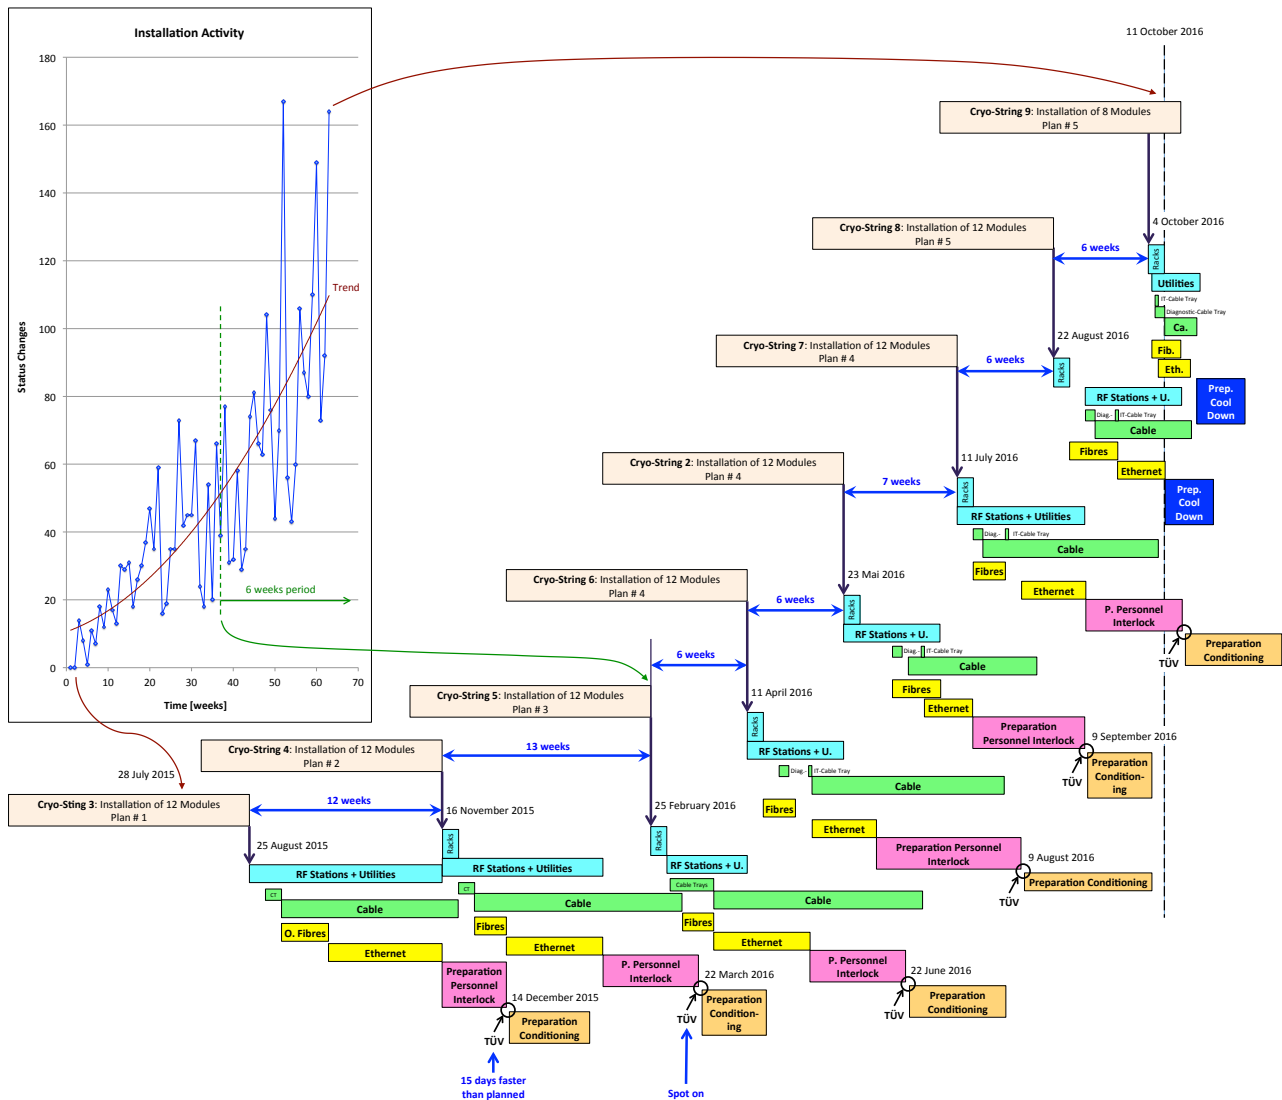 Installation Activity
180
160
140
120
100
80
60
40
20
0
Status Changes
0 10 20 30 40 50 60 70
Time [weeks]
Trend
6 weeks period
11 October 2016
Cryo-String 9: Installation of 8 Modules
Plan # 5
4 October 2016
Racks
Utilities
IT-Cable Tray
Diagnostic-Cable Tray
Ca.
Fib.
Eth.
Prep.
Cool
Down
Cryo-String 8: Installation of 12 Modules
Plan # 5
6 weeks
22 August 2016
Racks
RF Stations + U.
Diag.- IT-Cable Tray
Cable
Fibres
Ethernet
Prep.
Cool
Down
Cryo-String 7: Installation of 12 Modules
Plan # 4
6 weeks
11 July 2016
Racks
RF Stations + Utilities
Diag.- IT-Cable Tray
Cable
Fibres
Ethernet
P. Personnel
Interlock
TÜV
Preparation
Conditioning
Cryo-String 2: Installation of 12 Modules
Plan # 4
7 weeks
23 Mai 2016
Racks
RF Stations + U.
Diag.- IT-Cable Tray
Cable
Fibres
Ethernet
Preparation
Personnel Interlock
9 September 2016
TÜV
Preparation
Condition-
ing
Cryo-String 6: Installation of 12 Modules
Plan # 4
6 weeks
11 April 2016
Racks
RF Stations + U.
Diag.- IT-Cable Tray
Cable
Fibres
Ethernet
Preparation Personnel
Interlock
9 August 2016
TÜV
Preparation Conditioning
Cryo-String 5: Installation of 12 Modules
Plan # 3
6 weeks
25 February 2016
Racks
RF Stations + U.
Cable Trays
Cable
Fibres
Ethernet
P. Personnel
Interlock
22 June 2016
TÜV
Preparation
Conditioning
Cryo-String 4: Installation of 12 Modules
Plan # 2
13 weeks
16 November 2015
Racks
RF Stations + Utilities
CT
Cable
Fibres
Ethernet
P. Personnel
Interlock
22 March 2016
TÜV
Preparation
Condition-
ing
Spot on
28 July 2015
Cryo-Sting 3: Installation of 12 Modules
Plan # 1
12 weeks
25 August 2015
RF Stations + Utilities
CT
Cable
O. Fibres
Ethernet
Preparation
Personnel
Interlock
14 December 2015
TÜV
Preparation
Conditioning
15 days faster
than planned